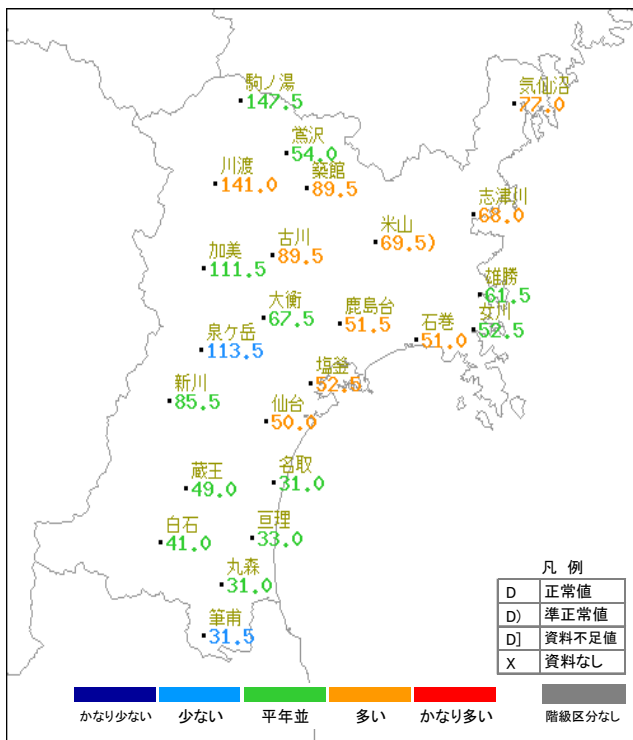 駒ノ湯
147.5
気仙沼
77.0
鴬沢
54.0
川渡
141.0
築館
89.5
志津川
68.0
米山
69.5)
古川
89.5
加美
111.5
雄勝
61.5
大衡
67.5
鹿島台
51.5
石巻
51.0
女川
52.5
泉ケ岳
113.5
塩釜
52.5
新川
85.5
仙台
50.0
蔵王
49.0
名取
31.0
白石
41.0
亘理
33.0
丸森
31.0
筆甫
31.5
凡 例
D 正常値
D) 準正常値
D] 資料不足値
X 資料なし
かなり少ない 少ない 平年並 多い かなり多い 階級区分なし